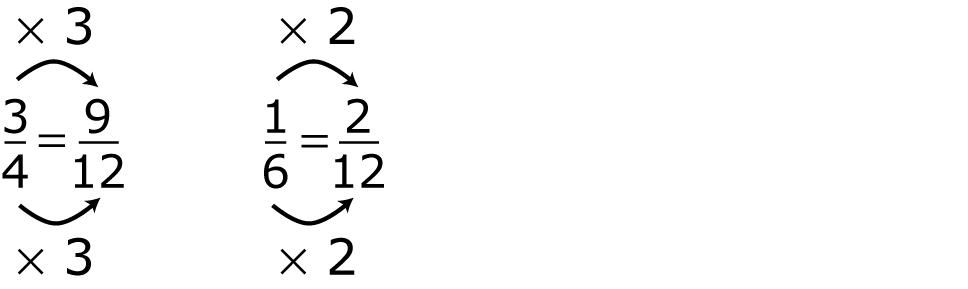 × 3 × 2
3/4 = 9/12 1/6 = 2/12
× 3 × 2